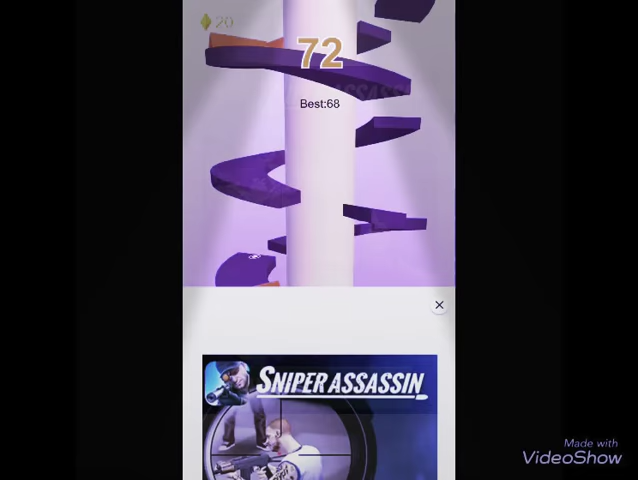 20
72
Best:68
SNIPER ASSASSIN
Made with
VideoShow